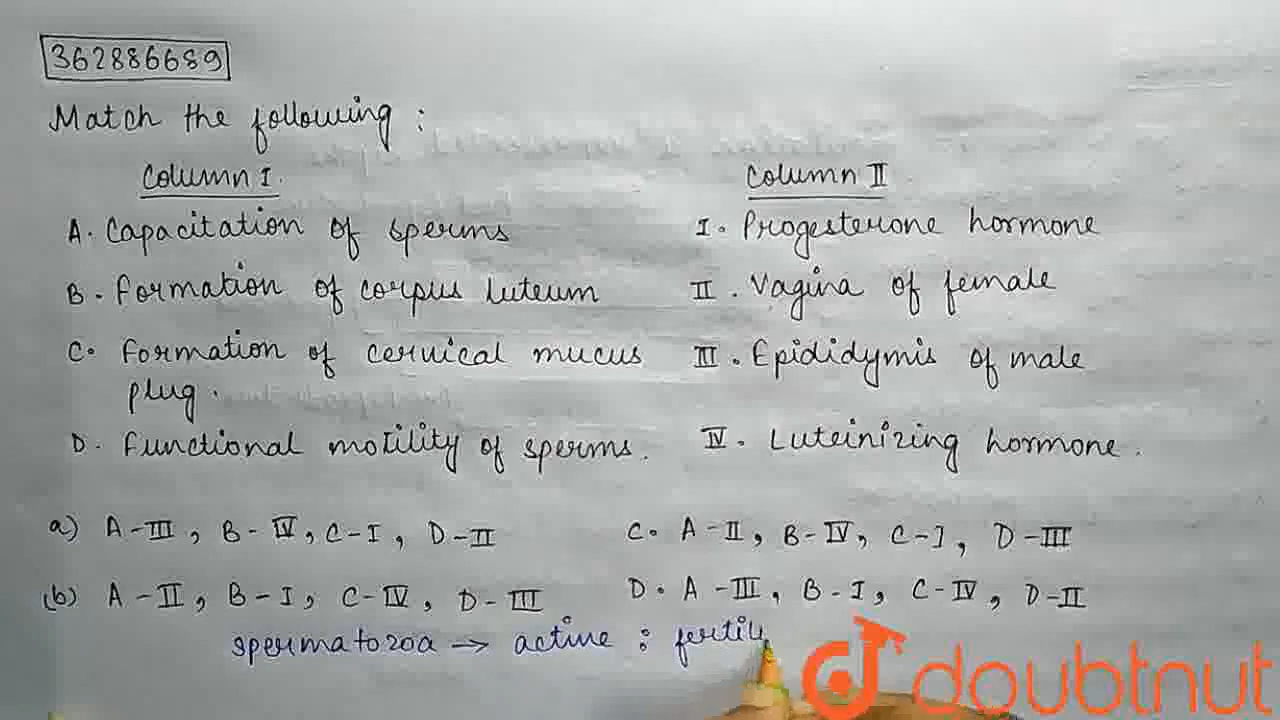 362886689
Match the following :
Column I.
Column II
A. Capacitation of sperms
I. Progesterone hormone
B. Formation of corpus luteum
II. Vagina of female
C. Formation of cervical mucus
plug.
III. Epididymis of male
D. Functional motility of sperms.
IV. Luteinizing hormone.
a) A-III, B-IV, C-I, D-II
C. A-II, B-IV, C-I, D-III
(b) A-II, B-I, C-IV, D-III
D. A-III, B-I, C-IV, D-II
spermatozoa → active : fertili
doubtnut